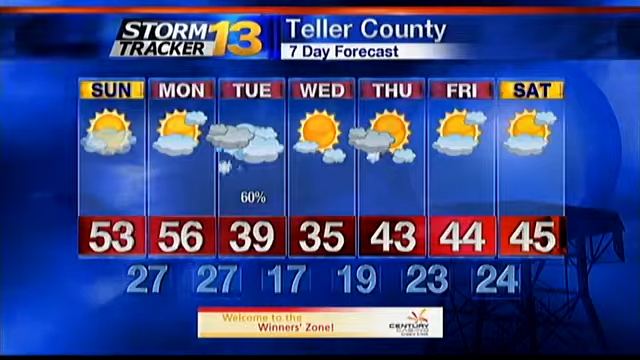 STORM
TRACKER 13
Teller County
7 Day Forecast
SUN MON TUE WED THU FRI SAT
60%
53 56 39 35 43 44 45
27 27 17 19 23 24
Welcome to the
Winners' Zone!
CENTURY
CASINO